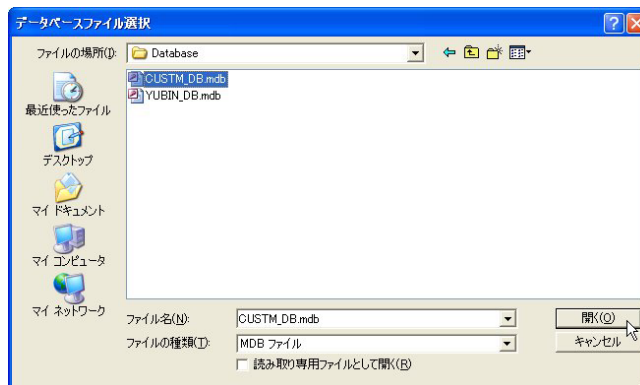 データベースファイル選択
ファイルの場所(I):
Database
CUSTM_DB.mdb
YUBIN_DB.mdb
最近使ったファイル
デスクトップ
マイ ドキュメント
マイ コンピュータ
マイ ネットワーク
ファイル名(N):
CUSTM_DB.mdb
開く(O)
ファイルの種類(T):
MDB ファイル
キャンセル
読み取り専用ファイルとして開く(R)